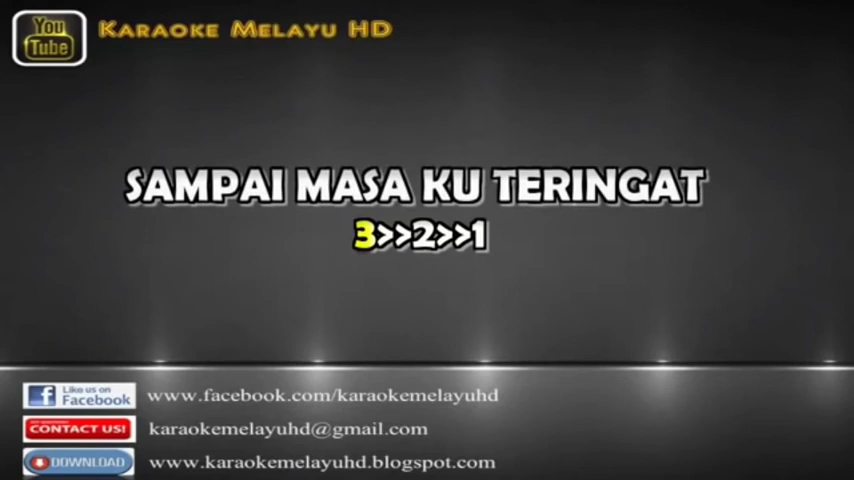 You
Tube
KARAOKE MELAYU HD
SAMPAI MASA KU TERINGAT
3>>2>>1
Like us on
Facebook
www.facebook.com/karaokemelayuhd
CONTACT US!
karaokemelayuhd@gmail.com
DOWNLOAD
www.karaokemelayuhd.blogspot.com